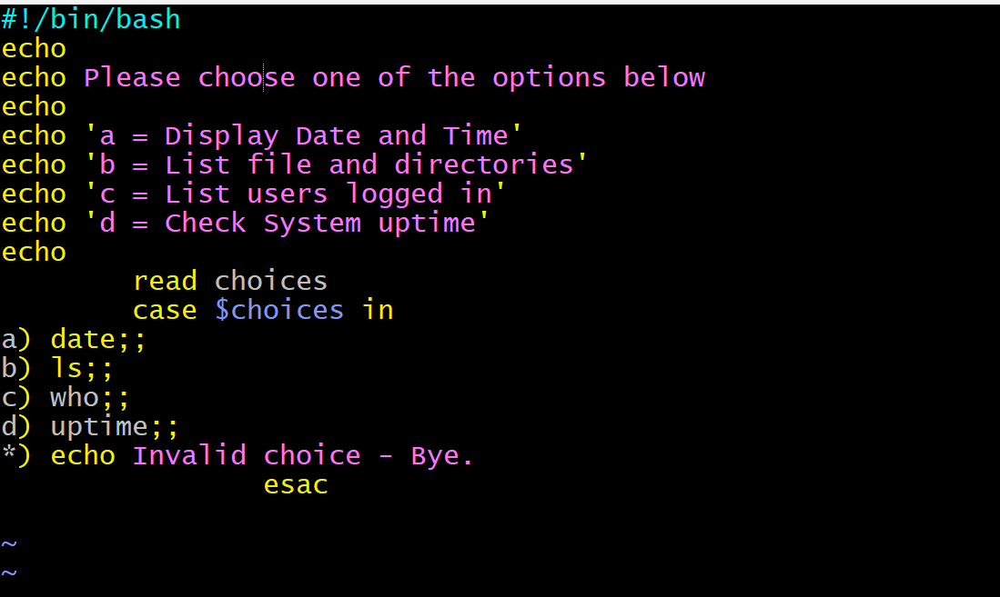 #!/bin/bash
echo
echo Please choose one of the options below
echo
echo 'a = Display Date and Time'
echo 'b = List file and directories'
echo 'c = List users logged in'
echo 'd = Check System uptime'
echo
        read choices
        case $choices in
a) date;;
b) ls;;
c) who;;
d) uptime;;
*) echo Invalid choice - Bye.
                esac
~
~